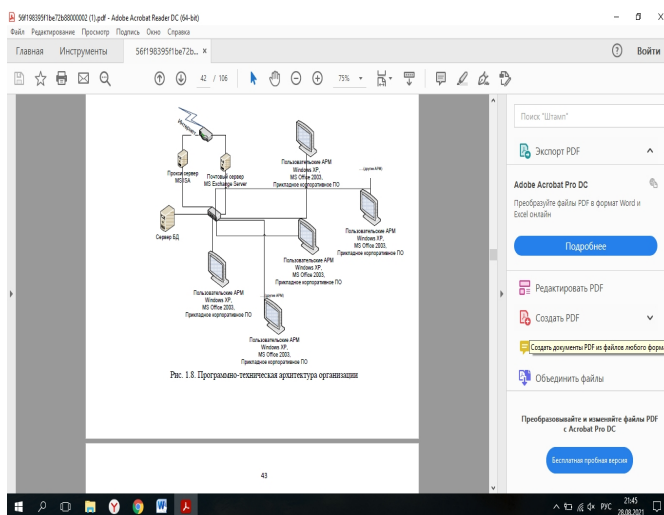 56f198395f1be72b88000002 (1).pdf - Adobe Acrobat Reader DC (64-bit)
Файл Редактирование Просмотр Подпись Окно Справка
Главная Инструменты 56f198395f1be72b... × Войти
42 / 106 75%
Интернет
Прокси сервер
MS ISA
Почтовый сервер
MS Exchange Server
Пользовательские АРМ
Windows XP,
MS Office 2003,
Прикладное корпоративное ПО
...(другие АРМ)
Сервер БД
Пользовательские АРМ
Windows XP,
MS Office 2003,
Прикладное корпоративное ПО
Пользовательские АРМ
Windows XP,
MS Office 2003,
Прикладное корпоративное ПО
Пользовательские АРМ
Windows XP,
MS Office 2003,
Прикладное корпоративное ПО
...(другие АРМ)
Пользовательские АРМ
Windows XP,
MS Office 2003,
Прикладное корпоративное ПО
Рис. 1.8. Программно-техническая архитектура организации
43
Поиск "Штамп"
Экспорт PDF
Adobe Acrobat Pro DC
Преобразуйте файлы PDF в формат Word и
Excel онлайн
Подробнее
Редактировать PDF
Создать PDF
Создать документы PDF из файлов любого форма
Объединить файлы
Преобразовывайте и изменяйте файлы PDF
с Acrobat Pro DC
Бесплатная пробная версия
РУС
21:45
28.08.2021